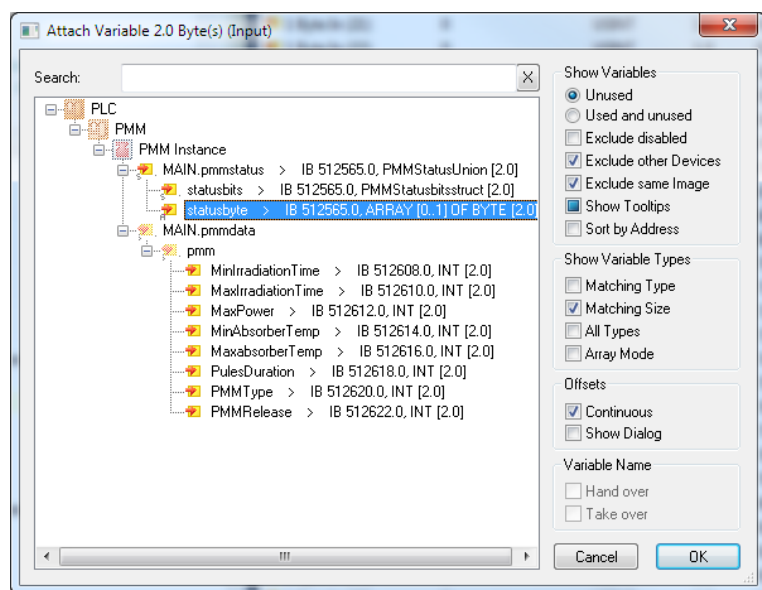 Attach Variable 2.0 Byte(s) (Input)
Search:
X
PLC
PMM
PMM Instance
MAIN.pmmstatus > IB 512565.0, PMMStatusUnion [2.0]
statusbits > IB 512565.0, PMMStatusbitsstruct [2.0]
statusbyte > IB 512565.0, ARRAY [0..1] OF BYTE [2.0]
MAIN.pmmdata
pmm
MinIrradiationTime > IB 512608.0, INT [2.0]
MaxIrradiationTime > IB 512610.0, INT [2.0]
MaxPower > IB 512612.0, INT [2.0]
MinAbsorberTemp > IB 512614.0, INT [2.0]
MaxabsorberTemp > IB 512616.0, INT [2.0]
PulesDuration > IB 512618.0, INT [2.0]
PMMType > IB 512620.0, INT [2.0]
PMMRelease > IB 512622.0, INT [2.0]
Show Variables
Unused
Used and unused
Exclude disabled
Exclude other Devices
Exclude same Image
Show Tooltips
Sort by Address
Show Variable Types
Matching Type
Matching Size
All Types
Array Mode
Offsets
Continuous
Show Dialog
Variable Name
Hand over
Take over
Cancel
OK